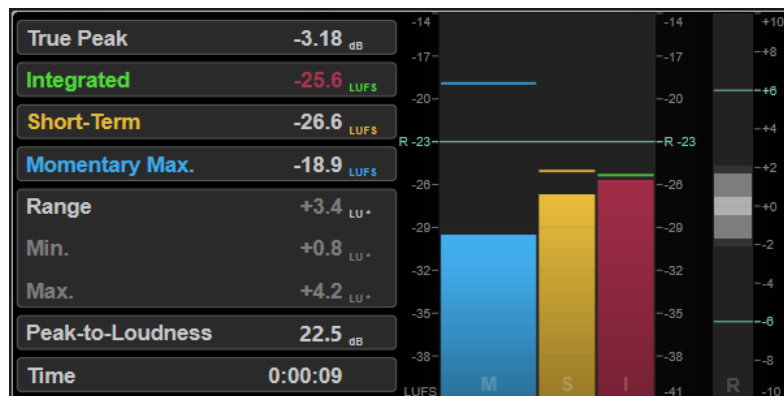 True Peak -3.18 dB
Integrated -25.6 LUFS
Short-Term -26.6 LUFS
Momentary Max. -18.9 LUFS
Range +3.4 LU*
Min. +0.8 LU*
Max. +4.2 LU*
Peak-to-Loudness 22.5 dB
Time 0:00:09
-14 -14 +10
+8
-17 -17
+6
-20 -20
+4
R -23 R -23
+2
-26 -26
+0
-29 -29
-2
-32 -32
-4
-35 -35
-6
-38 -38
-8
LUFS M S I -41 R -10